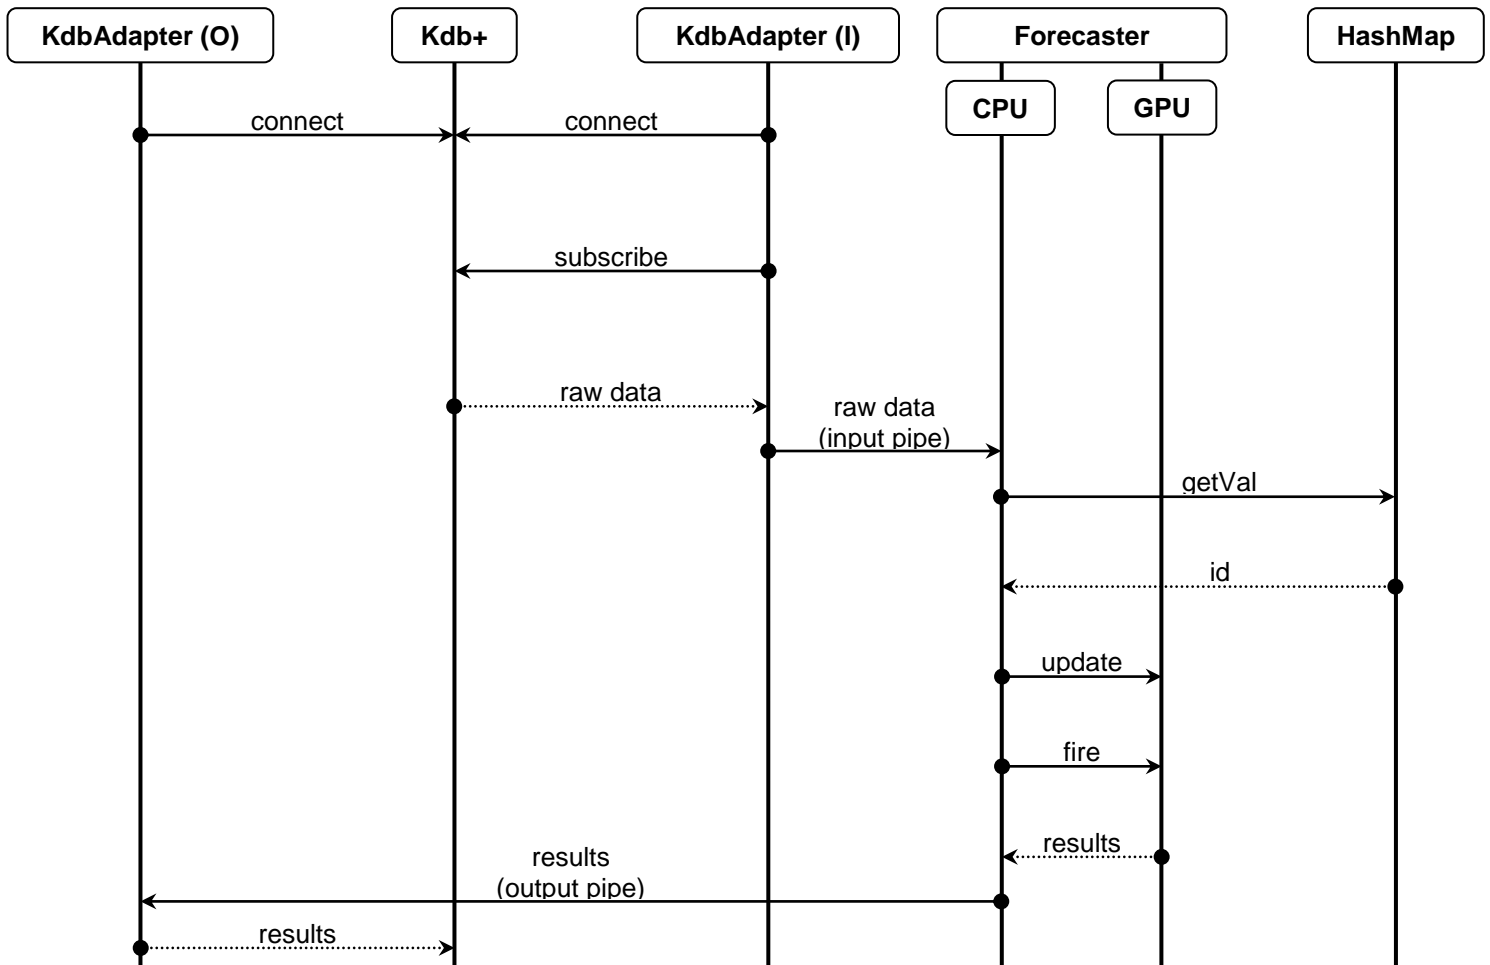 KdbAdapter (O)
Kdb+
KdbAdapter (I)
Forecaster
HashMap
CPU
GPU
connect
connect
subscribe
raw data
raw data
(input pipe)
getVal
id
update
fire
results
results
(output pipe)
results